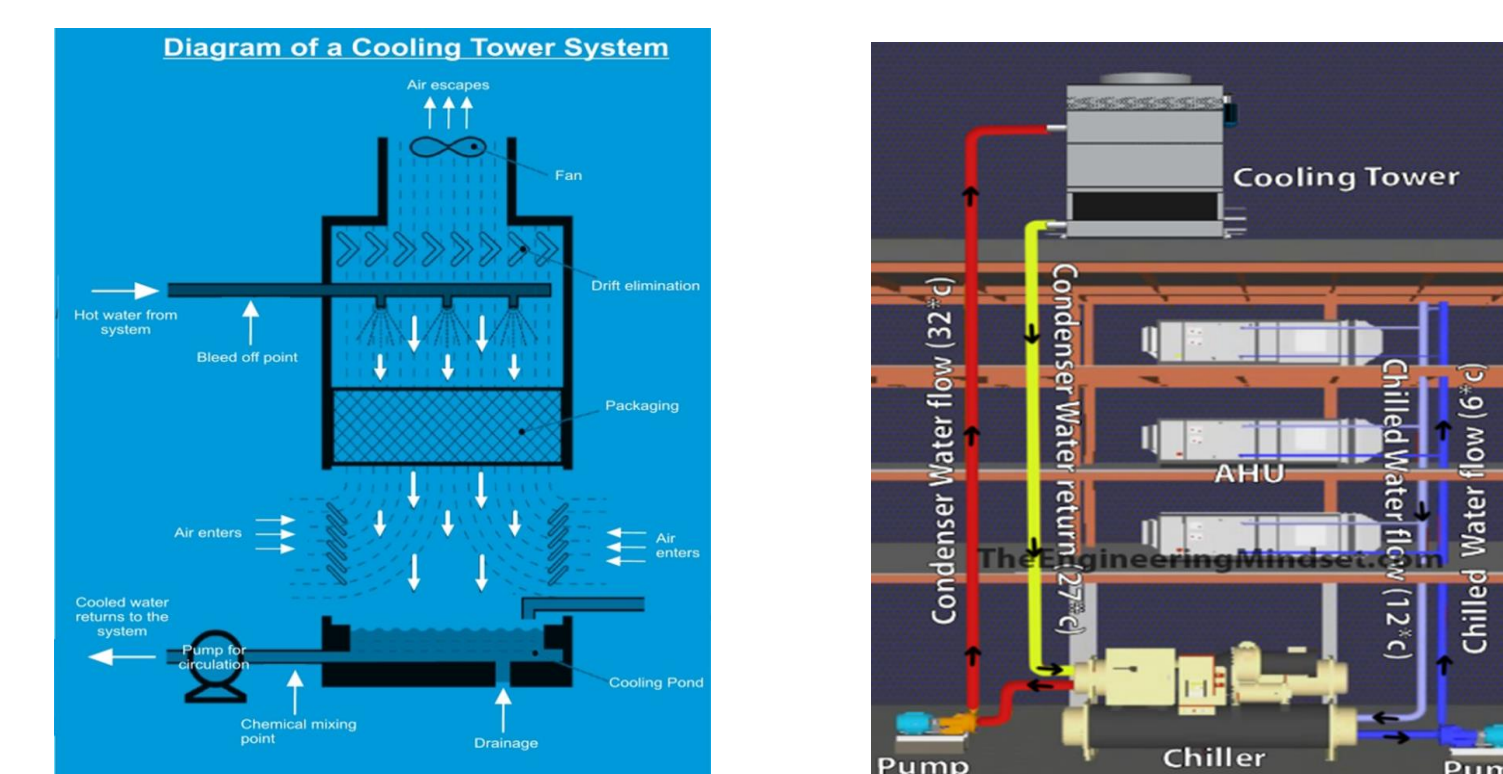 Diagram of a Cooling Tower System
Air escapes
Fan
Drift elimination
Hot water from
system
Bleed off point
Packaging
Air enters
Air
enters
Cooled water
returns to the
system
Pump for
circulation
Cooling Pond
Chemical mixing
point
Drainage
Cooling Tower
Condenser Water flow (32°c)
Condenser Water return (27°c)
AHU
Chilled Water flow (12°c)
Chilled Water flow (6°c)
TheEngineeringMindset.com
Chiller
Pump